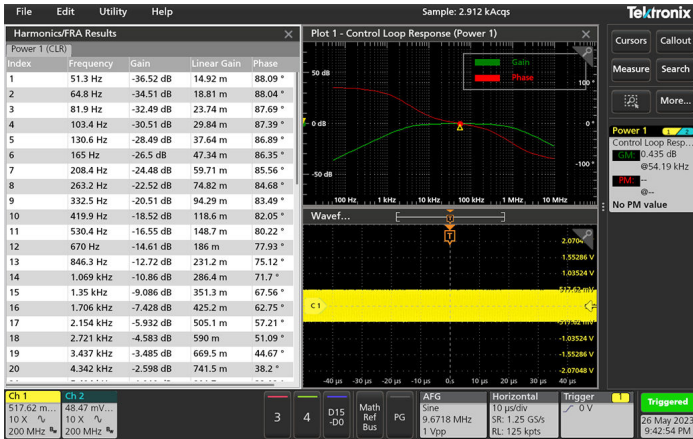 File Edit Utility Help
Sample: 2.912 kAcqs
Tektronix
Harmonics/FRA Results
Power 1 (CLR)
Index Frequency Gain Linear Gain Phase
1 51.3 Hz -36.52 dB 14.92 m 88.09 °
2 64.8 Hz -34.51 dB 18.81 m 88.04 °
3 81.9 Hz -32.49 dB 23.74 m 87.69 °
4 103.4 Hz -30.51 dB 29.84 m 87.39 °
5 130.6 Hz -28.49 dB 37.64 m 86.89 °
6 165 Hz -26.5 dB 47.34 m 86.35 °
7 208.4 Hz -24.48 dB 59.71 m 85.56 °
8 263.2 Hz -22.52 dB 74.82 m 84.68 °
9 332.5 Hz -20.51 dB 94.29 m 83.49 °
10 419.9 Hz -18.52 dB 118.6 m 82.05 °
11 530.4 Hz -16.55 dB 148.7 m 80.22 °
12 670 Hz -14.61 dB 186 m 77.93 °
13 846.3 Hz -12.72 dB 231.2 m 75.12 °
14 1.069 kHz -10.86 dB 286.4 m 71.7 °
15 1.35 kHz -9.086 dB 351.3 m 67.56 °
16 1.706 kHz -7.428 dB 425.2 m 62.75 °
17 2.154 kHz -5.932 dB 505.1 m 57.21 °
18 2.721 kHz -4.583 dB 590 m 51.09 °
19 3.437 kHz -3.485 dB 669.5 m 44.67 °
20 4.342 kHz -2.598 dB 741.5 m 38.2 °
Plot 1 - Control Loop Response (Power 1)
Gain
Phase
50 dB
100 °
0 dB
0 °
-50 dB
-100 °
100 Hz 1 kHz 10 kHz 100 kHz 1 MHz 10 MHz
Wavef...
T
T
2.0704
1.55286 V
1.03524 V
517.62 mV
C 1
-517.62 mV
-1.03524 V
-1.55286 V
-2.07048 V
-40 µs -30 µs -20 µs -10 µs 0 s 10 µs 20 µs 30 µs 40 µs
Cursors Callout
Measure Search
More...
Power 1 1 2
Control Loop Resp...
GM: 0.435 dB
@54.19 kHz
PM: --
@--
No PM value
Ch 1
517.62 m...
10 X
200 MHz
Ch 2
48.47 mV...
10 X
200 MHz
3
4
D15
-D0
Math
Ref
Bus
PG
AFG
Sine
9.6718 MHz
1 Vpp
Horizontal
10 µs/div
SR: 1.25 GS/s
RL: 125 kpts
Trigger 1
0 V
Triggered
26 May 2023
9:42:54 PM